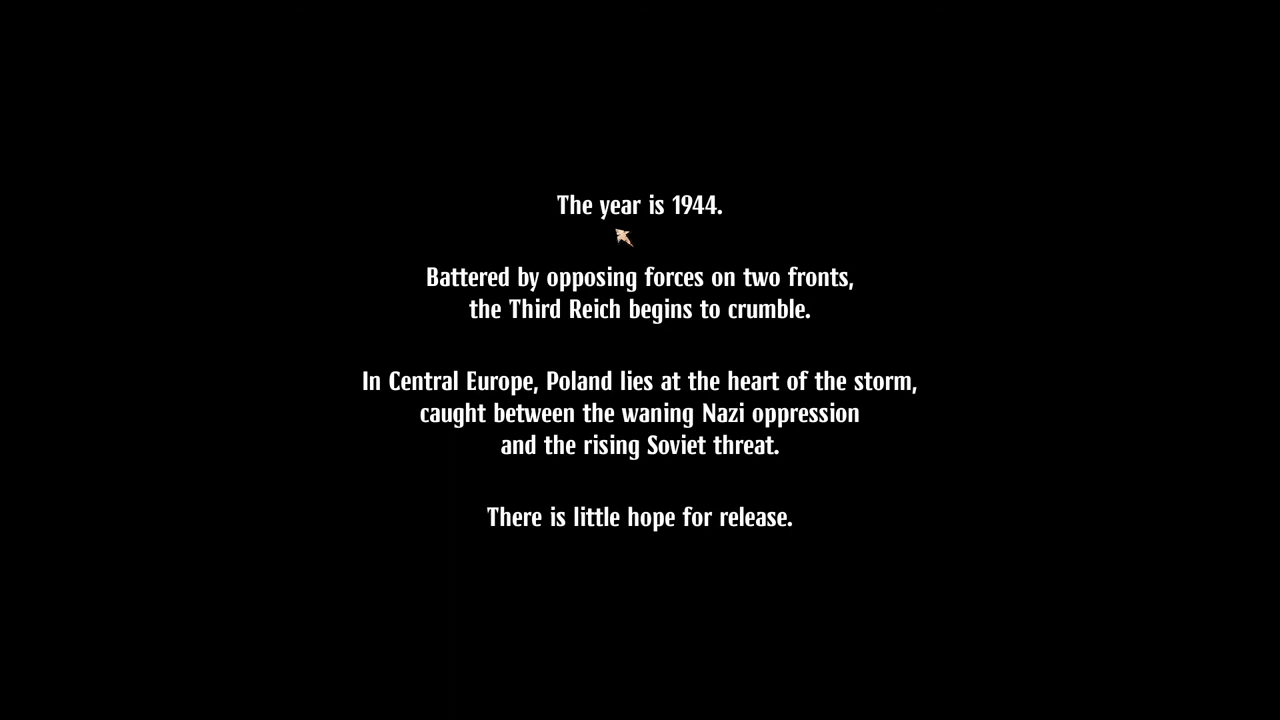 The year is 1944.
Battered by opposing forces on two fronts,
the Third Reich begins to crumble.
In Central Europe, Poland lies at the heart of the storm,
caught between the waning Nazi oppression
and the rising Soviet threat.
There is little hope for release.